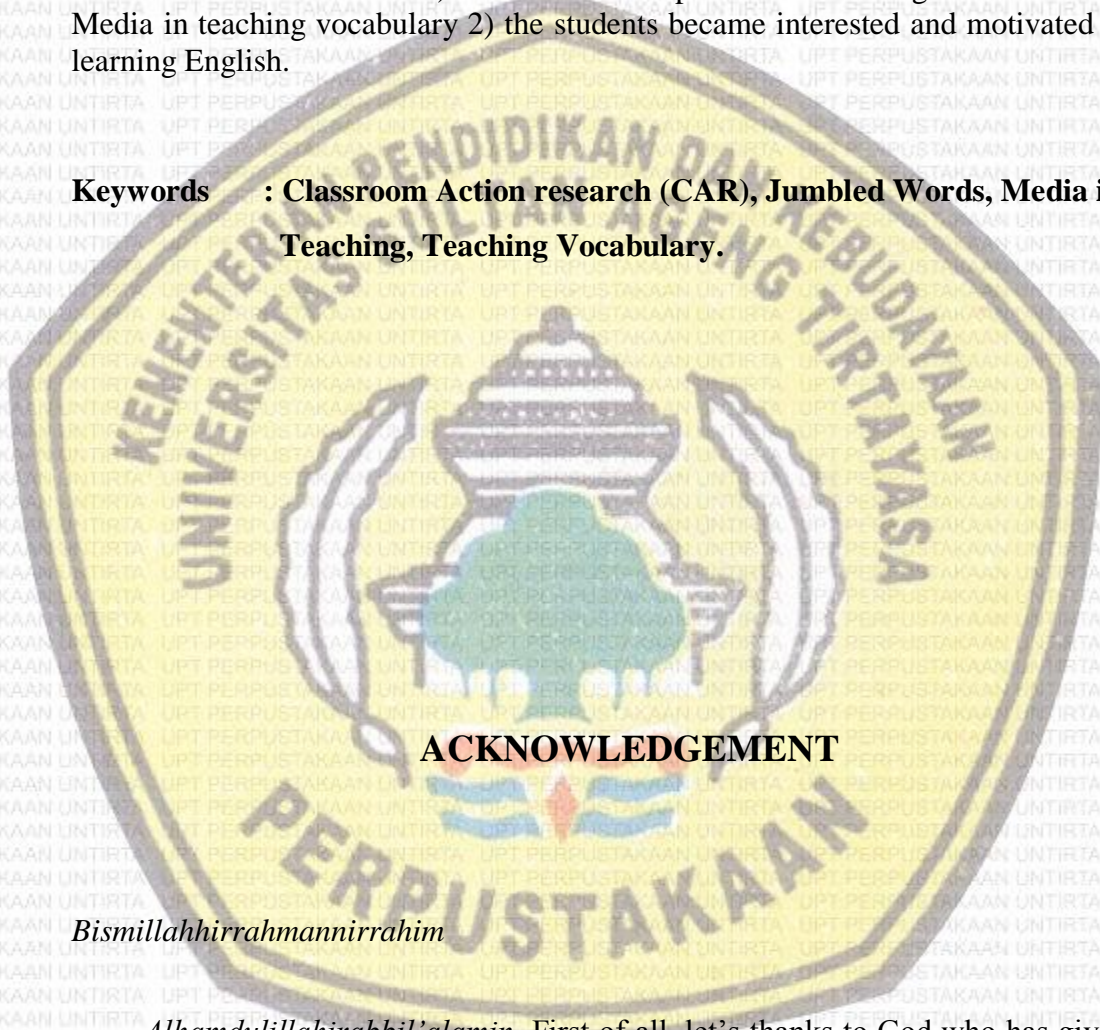 Media in teaching vocabulary 2) the students became interested and motivated
learning English.
Keywords : Classroom Action research (CAR), Jumbled Words, Media
Teaching, Teaching Vocabulary.
KEMENTERIAN PENDIDIKAN DAN KEBUDAYAAN
UNIVERSITAS SULTAN AGENG TIRTAYASA
ACKNOWLEDGEMENT
PERPUSTAKAAN
Bismillahhirrahmannirrahim
Alhamdulillahirabbil’alamin. First of all, let’s thanks to God who has